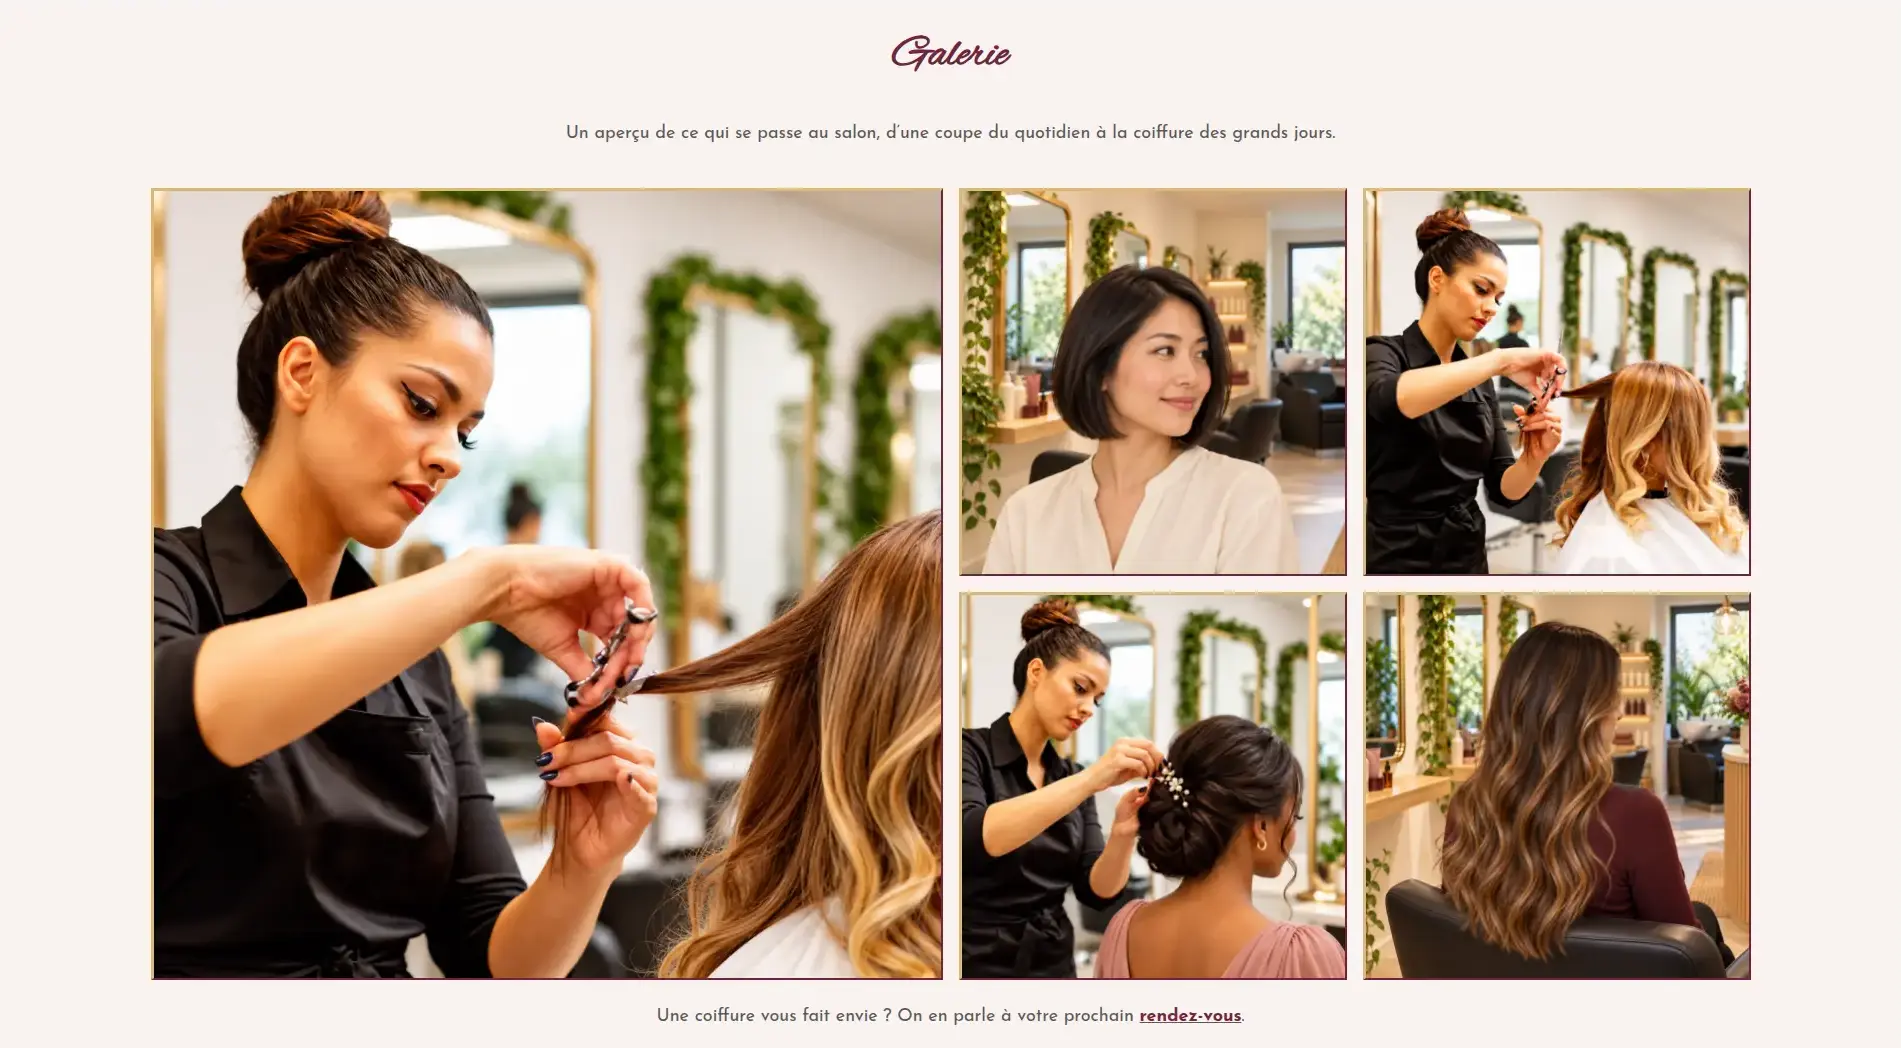 Galerie
Un aperçu de ce qui se passe au salon, d'une coupe du quotidien à la coiffure des grands jours.
Une coiffure vous fait envie ? On en parle à votre prochain rendez-vous.